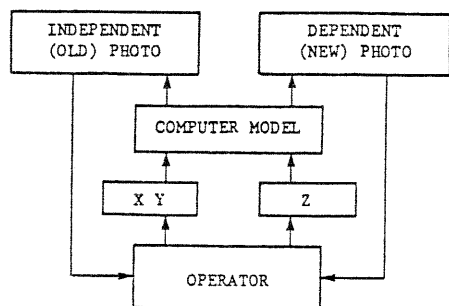 INDEPENDENT
(OLD) PHOTO
DEPENDENT
(NEW) PHOTO
COMPUTER MODEL
X Y
Z
OPERATOR